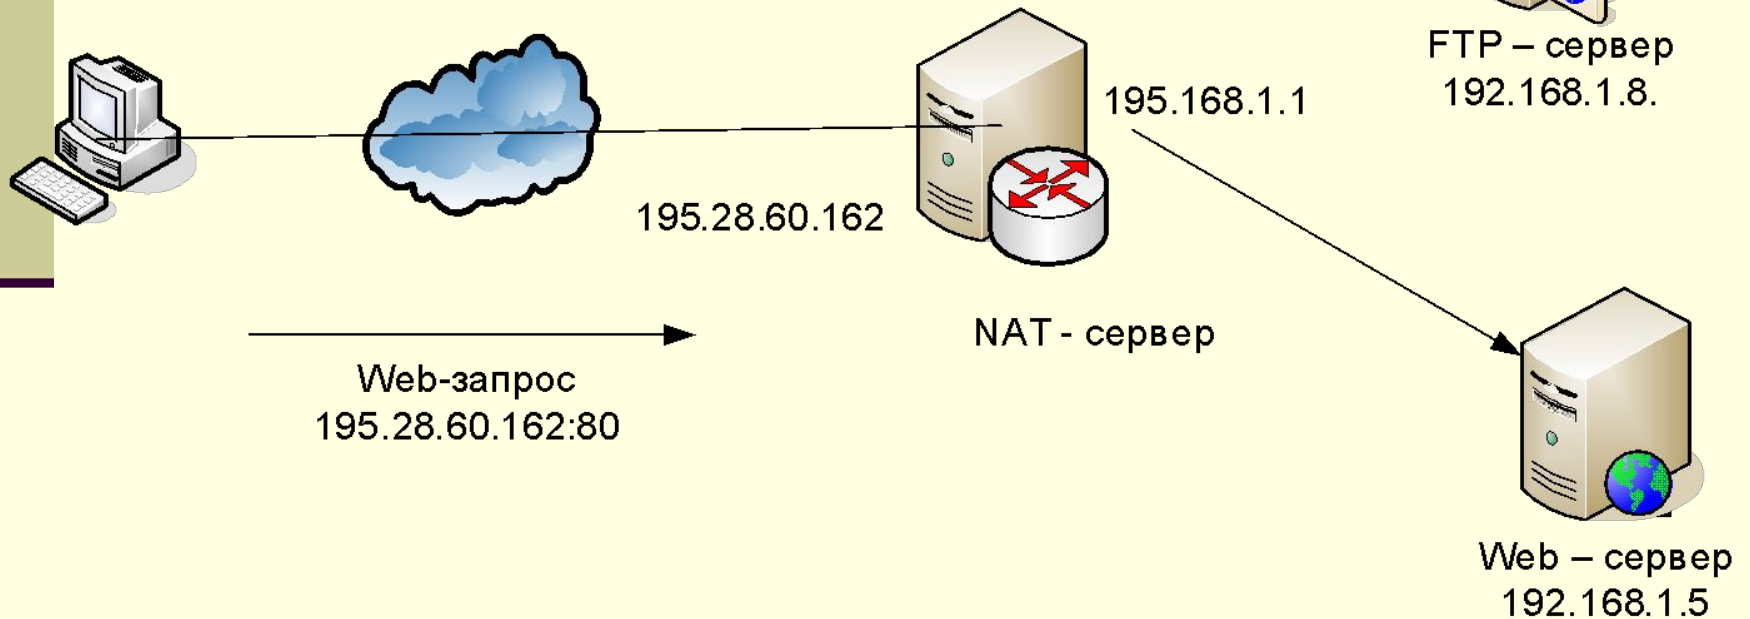 FTP – сервер
192.168.1.8.
195.168.1.1
195.28.60.162
NAT - сервер
Web-запрос
195.28.60.162:80
Web – сервер
192.168.1.5